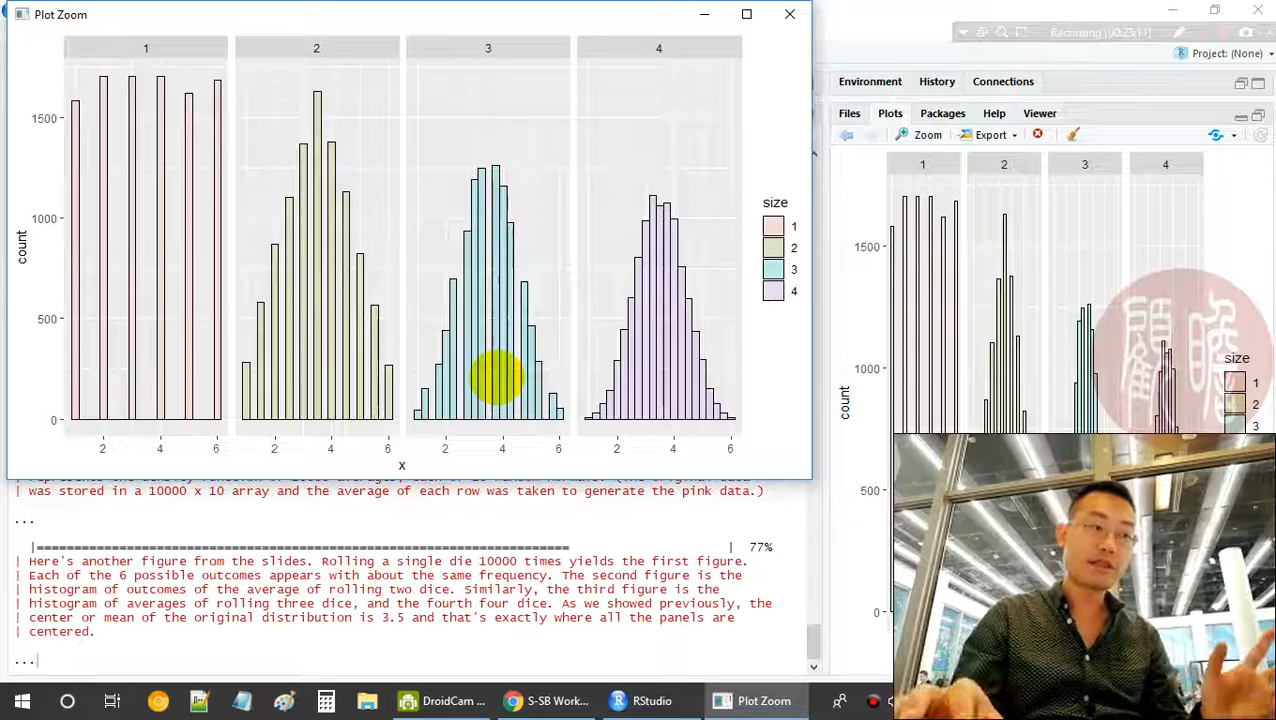 Plot Zoom
1 2 3 4
1500
1000
500
0
count
2 4 6 2 4 6 2 4 6 2 4 6
x
size
1
2
3
4
Recording [00:23:11]
Project: (None)
Environment History Connections
Files Plots Packages Help Viewer
Zoom Export
1 2 3 4
1500
1000
500
0
count
size
1
2
3
顧瞻
was stored in a 10000 x 10 array and the average of each row was taken to generate the pink data.)
...
|====================================================================== | 77%
| Here's another figure from the slides. Rolling a single die 10000 times yields the first figure.
| Each of the 6 possible outcomes appears with about the same frequency. The second figure is the
| histogram of outcomes of the average of rolling two dice. Similarly, the third figure is the
| histogram of averages of rolling three dice, and the fourth four dice. As we showed previously, the
| center or mean of the original distribution is 3.5 and that's exactly where all the panels are
| centered.
...
DroidCam ... S-SB Work... RStudio Plot Zoom